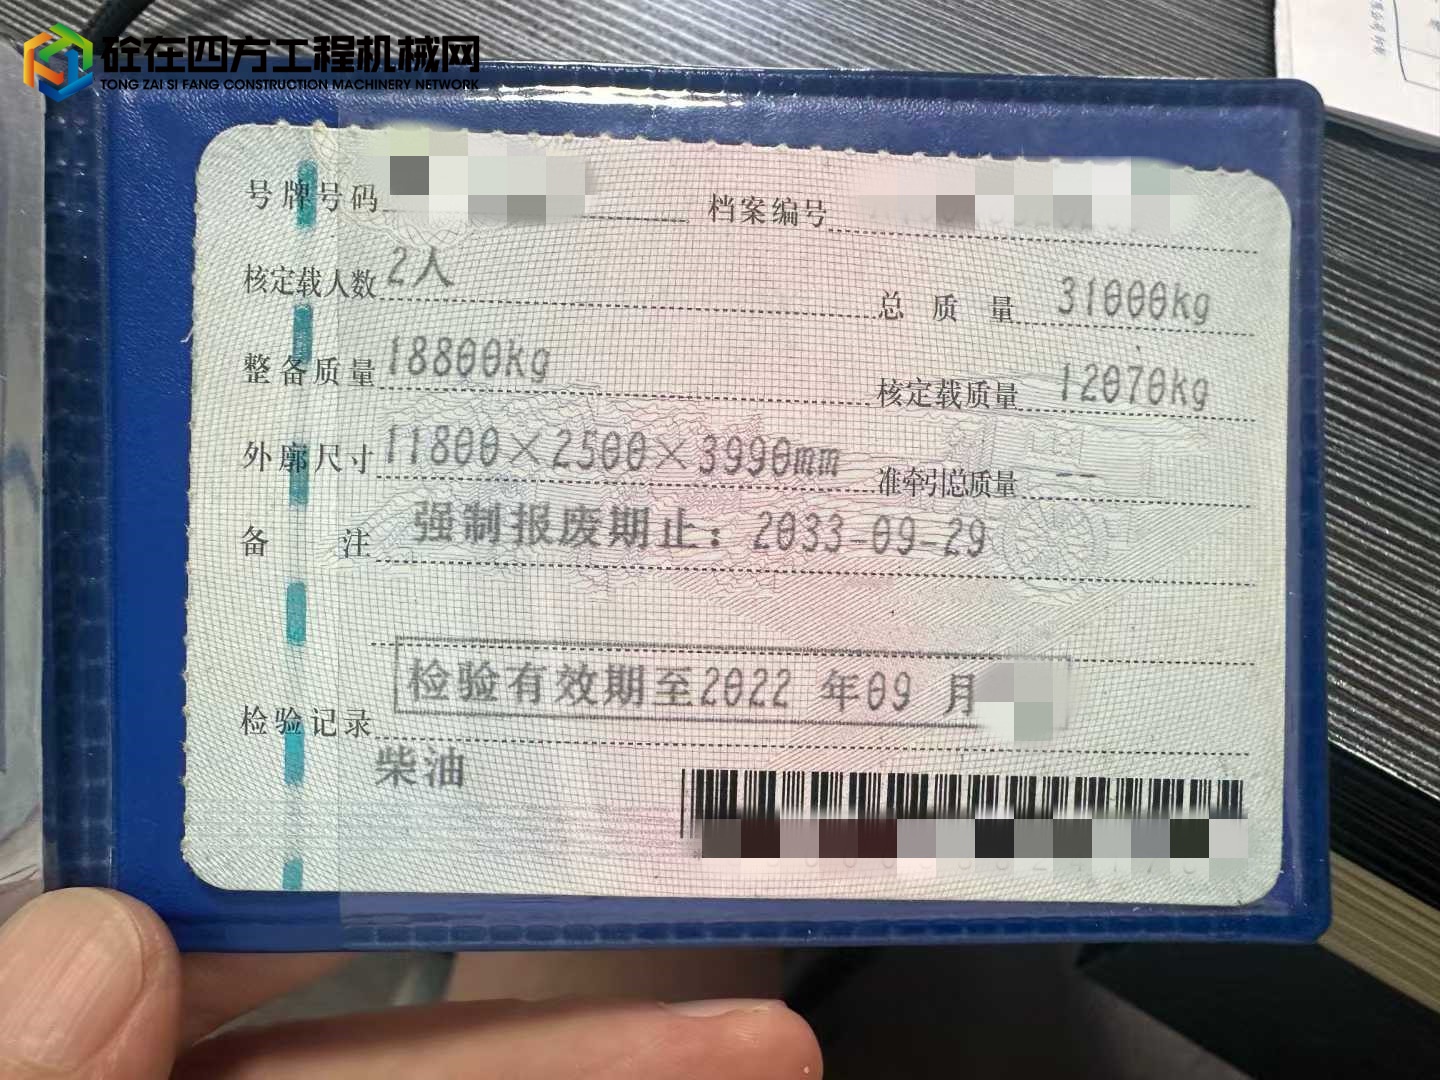 砼在四方工程机械网
TONG ZAI SI FANG CONSTRUCTION MACHINERY NETWORK
号牌号码 档案编号
核定载人数 2人 总质量 31000kg
整备质量 18800kg 核定载质量 12070kg
外廓尺寸 11800×2500×3990mm 准牵引总质量 --
备注 强制报废期止：2033-09-29
检验记录 检验有效期至2022 年09 月
柴油